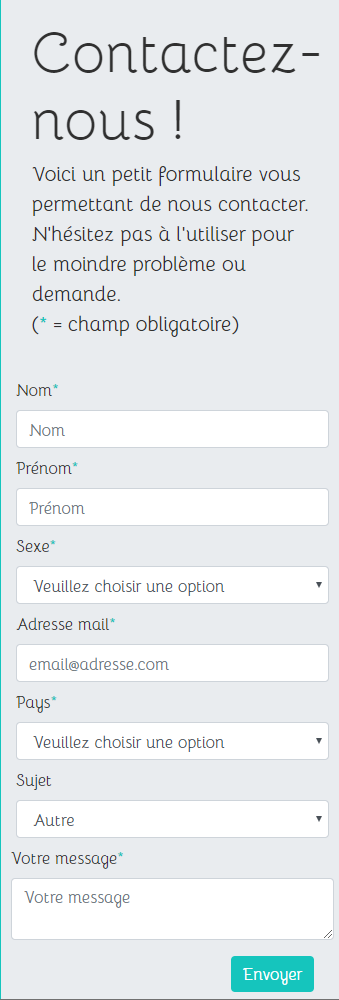 Contactez-
nous !
Voici un petit formulaire vous
permettant de nous contacter.
N'hésitez pas à l'utiliser pour
le moindre problème ou
demande.
(* = champ obligatoire)
Nom*
Nom
Prénom*
Prénom
Sexe*
Veuillez choisir une option
Adresse mail*
email@adresse.com
Pays*
Veuillez choisir une option
Sujet
Autre
Votre message*
Votre message
Envoyer